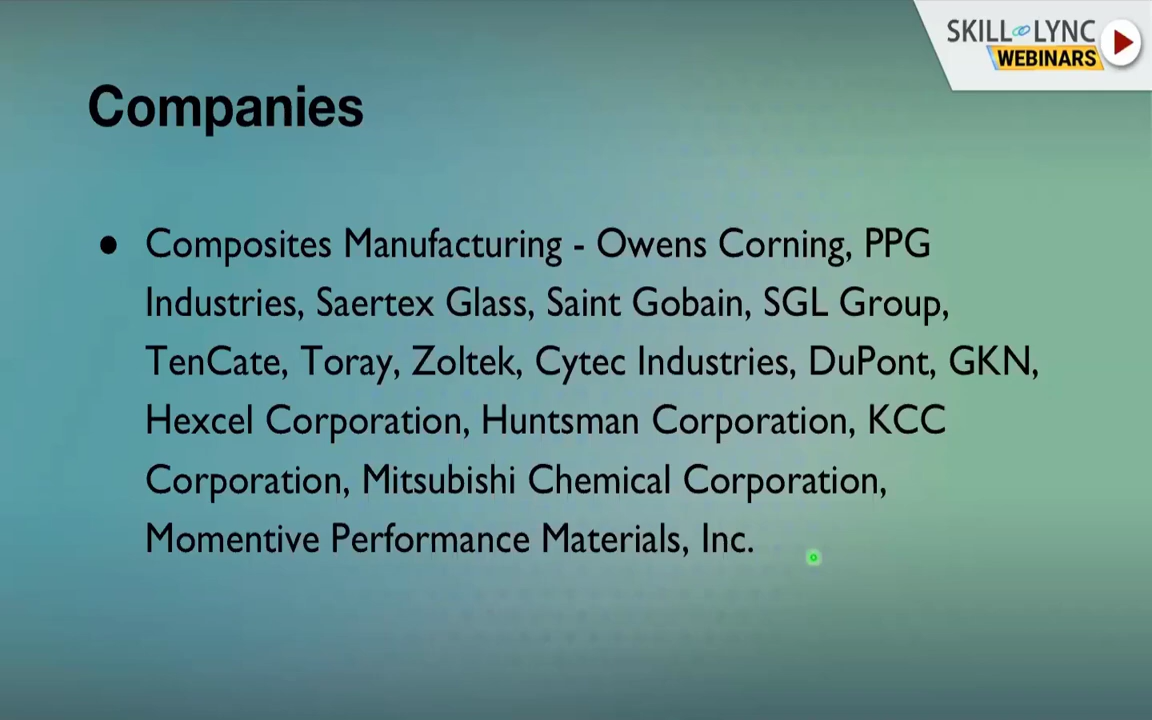 SKILL LYNC
WEBINARS
Companies
● Composites Manufacturing - Owens Corning, PPG
Industries, Saertex Glass, Saint Gobain, SGL Group,
TenCate, Toray, Zoltek, Cytec Industries, DuPont, GKN,
Hexcel Corporation, Huntsman Corporation, KCC
Corporation, Mitsubishi Chemical Corporation,
Momentive Performance Materials, Inc.